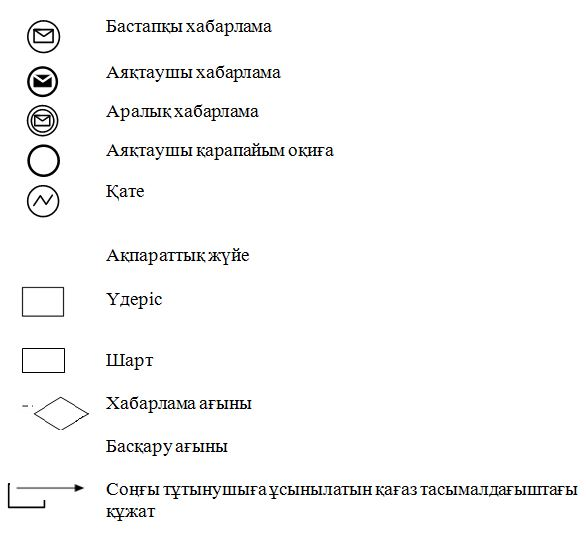 Бастапқы хабарлама
Аяқтаушы хабарлама
Аралық хабарлама
Аяқтаушы қарапайым оқиға
Қате
Ақпараттық жүйе
Үдеріс
Шарт
Хабарлама ағыны
Басқару ағыны
Соңғы тұтынушыға ұсынылатын қағаз тасымалдағыштағы
құжат